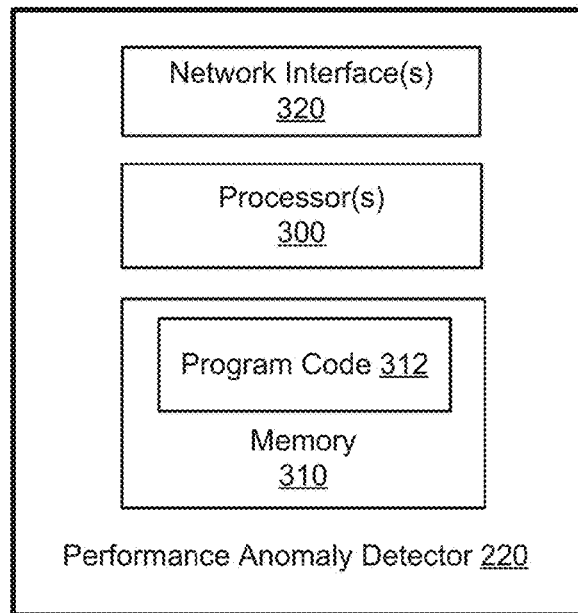 Network Interface(s)
320
Processor(s)
300
Program Code 312
Memory
310
Performance Anomaly Detector 220